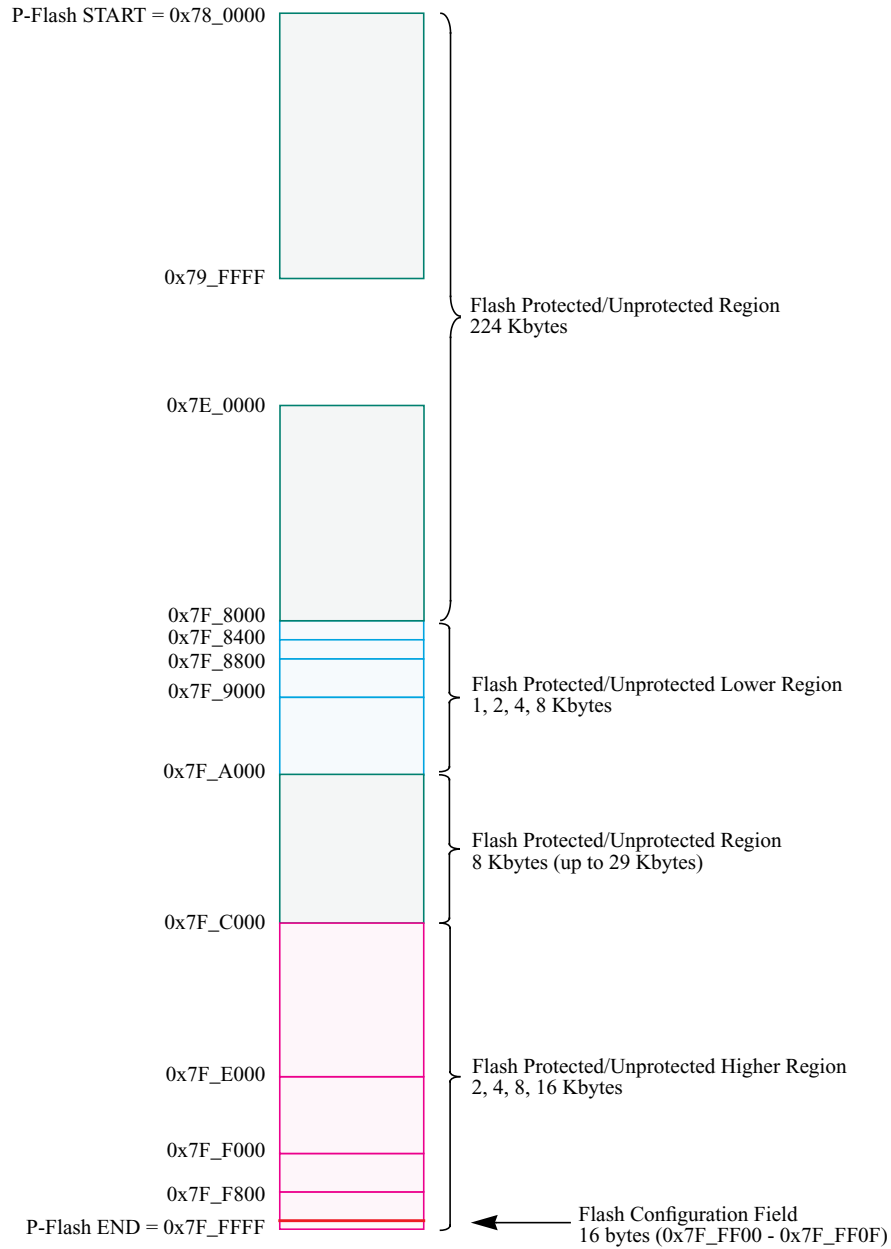 P-Flash START = 0x78_0000
0x79_FFFF
Flash Protected/Unprotected Region
224 Kbytes
0x7E_0000
0x7F_8000
0x7F_8400
0x7F_8800
0x7F_9000
Flash Protected/Unprotected Lower Region
1, 2, 4, 8 Kbytes
0x7F_A000
Flash Protected/Unprotected Region
8 Kbytes (up to 29 Kbytes)
0x7F_C000
Flash Protected/Unprotected Higher Region
2, 4, 8, 16 Kbytes
0x7F_E000
0x7F_F000
0x7F_F800
P-Flash END = 0x7F_FFFF
Flash Configuration Field
16 bytes (0x7F_FF00 - 0x7F_FF0F)